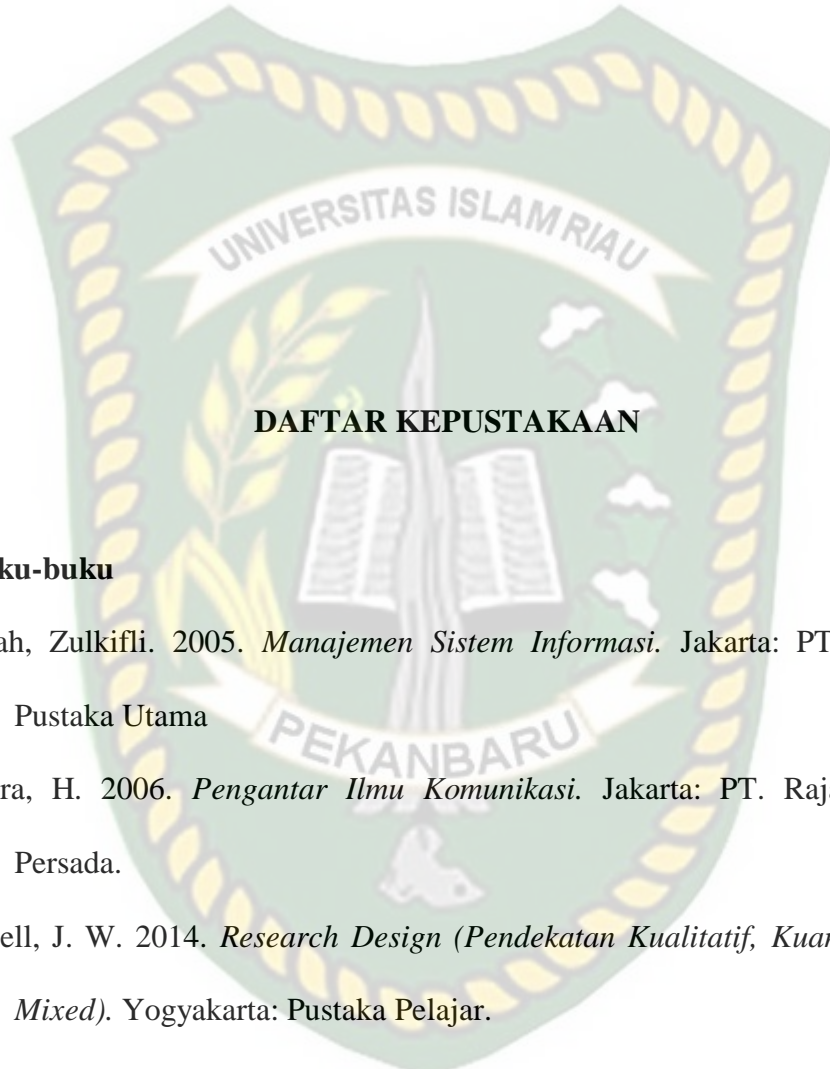 UNIVERSITAS ISLAM RIAU
DAFTAR KEPUSTAKAAN
ku-buku
ah, Zulkifli. 2005. Manajemen Sistem Informasi. Jakarta: PT.
Pustaka Utama
ra, H. 2006. Pengantar Ilmu Komunikasi. Jakarta: PT. Raja
PEKANBARU
Persada.
ell, J. W. 2014. Research Design (Pendekatan Kualitatif, Kuan
Mixed). Yogyakarta: Pustaka Pelajar.